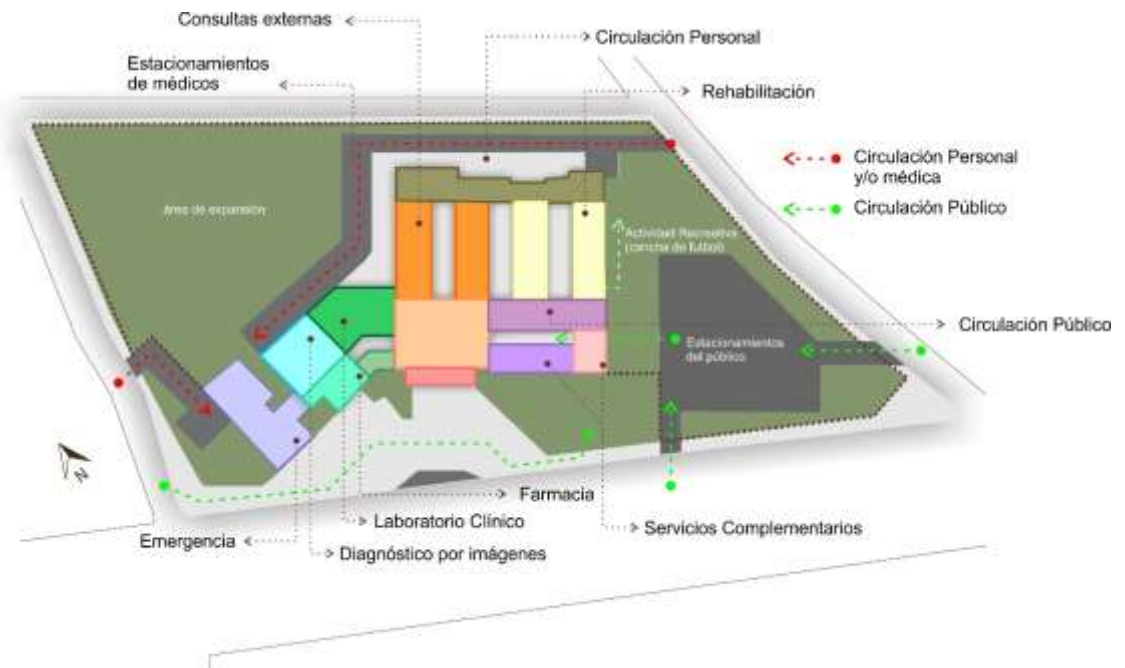 Consultas externas
Circulación Personal
Estacionamientos
de médicos
Rehabilitación
Circulación Personal
y/o médica
Circulación Público
Área de expansión
Actividad Recreativa
(cancha de futbol)
Circulación Público
Estacionamientos
del público
N
Farmacia
Laboratorio Clínico
Servicios Complementarios
Emergencia
Diagnóstico por imágenes